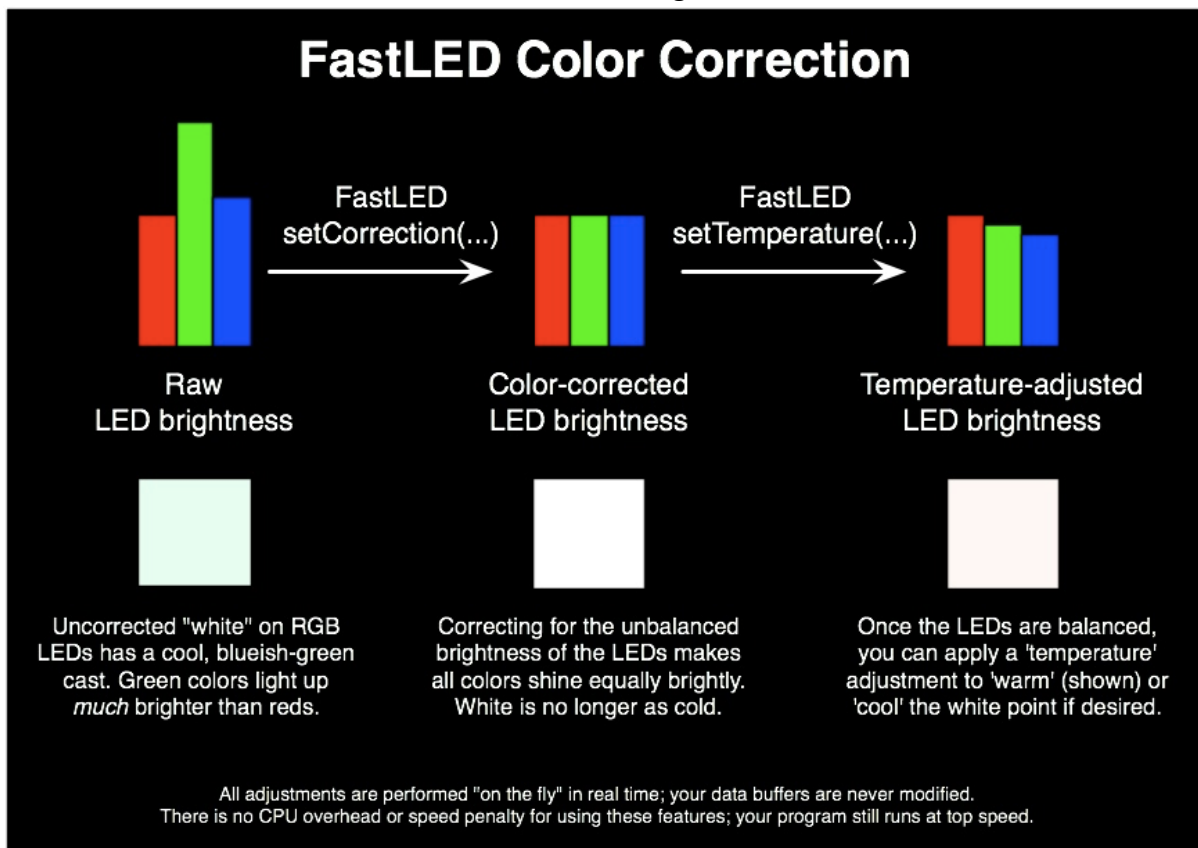 FastLED Color Correction
FastLED
setCorrection(...)
FastLED
setTemperature(...)
Raw
LED brightness
Color-corrected
LED brightness
Temperature-adjusted
LED brightness
Uncorrected "white" on RGB
LEDs has a cool, blueish-green
cast. Green colors light up
much brighter than reds.
Correcting for the unbalanced
brightness of the LEDs makes
all colors shine equally brightly.
White is no longer as cold.
Once the LEDs are balanced,
you can apply a 'temperature'
adjustment to 'warm' (shown) or
'cool' the white point if desired.
All adjustments are performed "on the fly" in real time; your data buffers are never modified.
There is no CPU overhead or speed penalty for using these features; your program still runs at top speed.